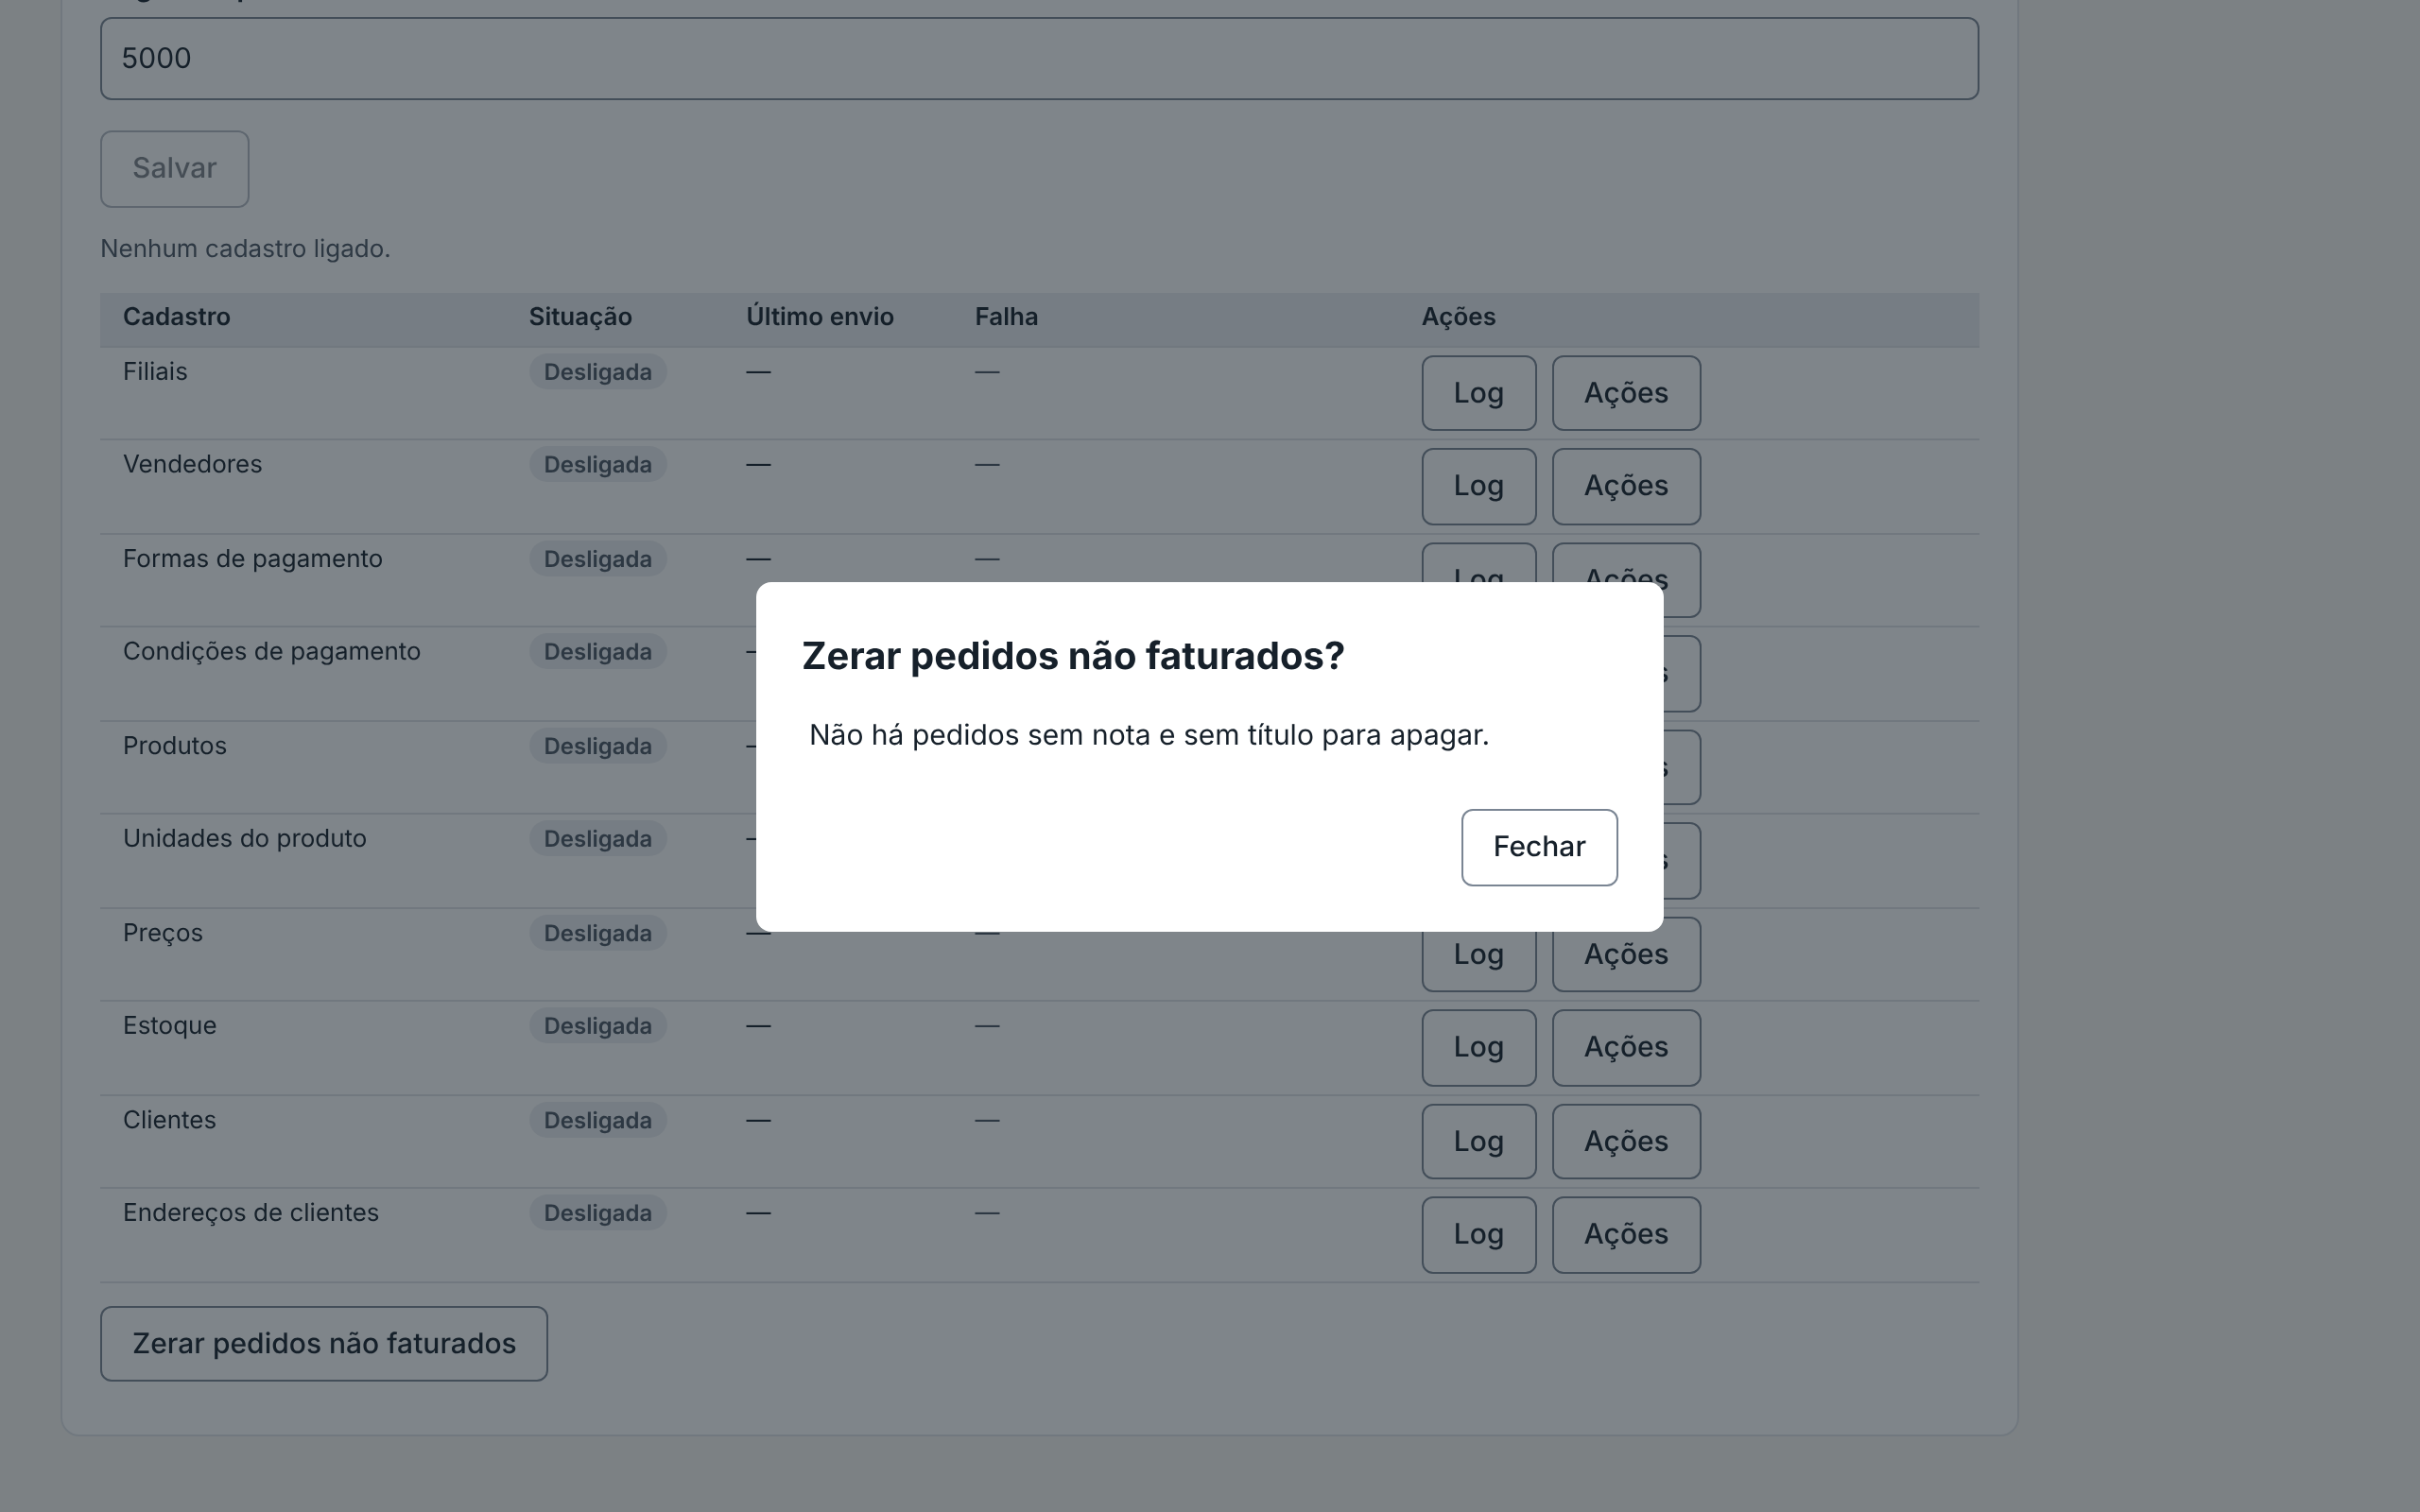 5000
Salvar
Nenhum cadastro ligado.
Cadastro Situação Último envio Falha Ações
Filiais Desligada — — Log Ações
Vendedores Desligada — — Log Ações
Formas de pagamento Desligada — — Log Ações
Condições de pagamento Desligada
Zerar pedidos não faturados?
Não há pedidos sem nota e sem título para apagar.
Fechar
Produtos Desligada
Unidades do produto Desligada
Preços Desligada — — Log Ações
Estoque Desligada — — Log Ações
Clientes Desligada — — Log Ações
Endereços de clientes Desligada — — Log Ações
Zerar pedidos não faturados